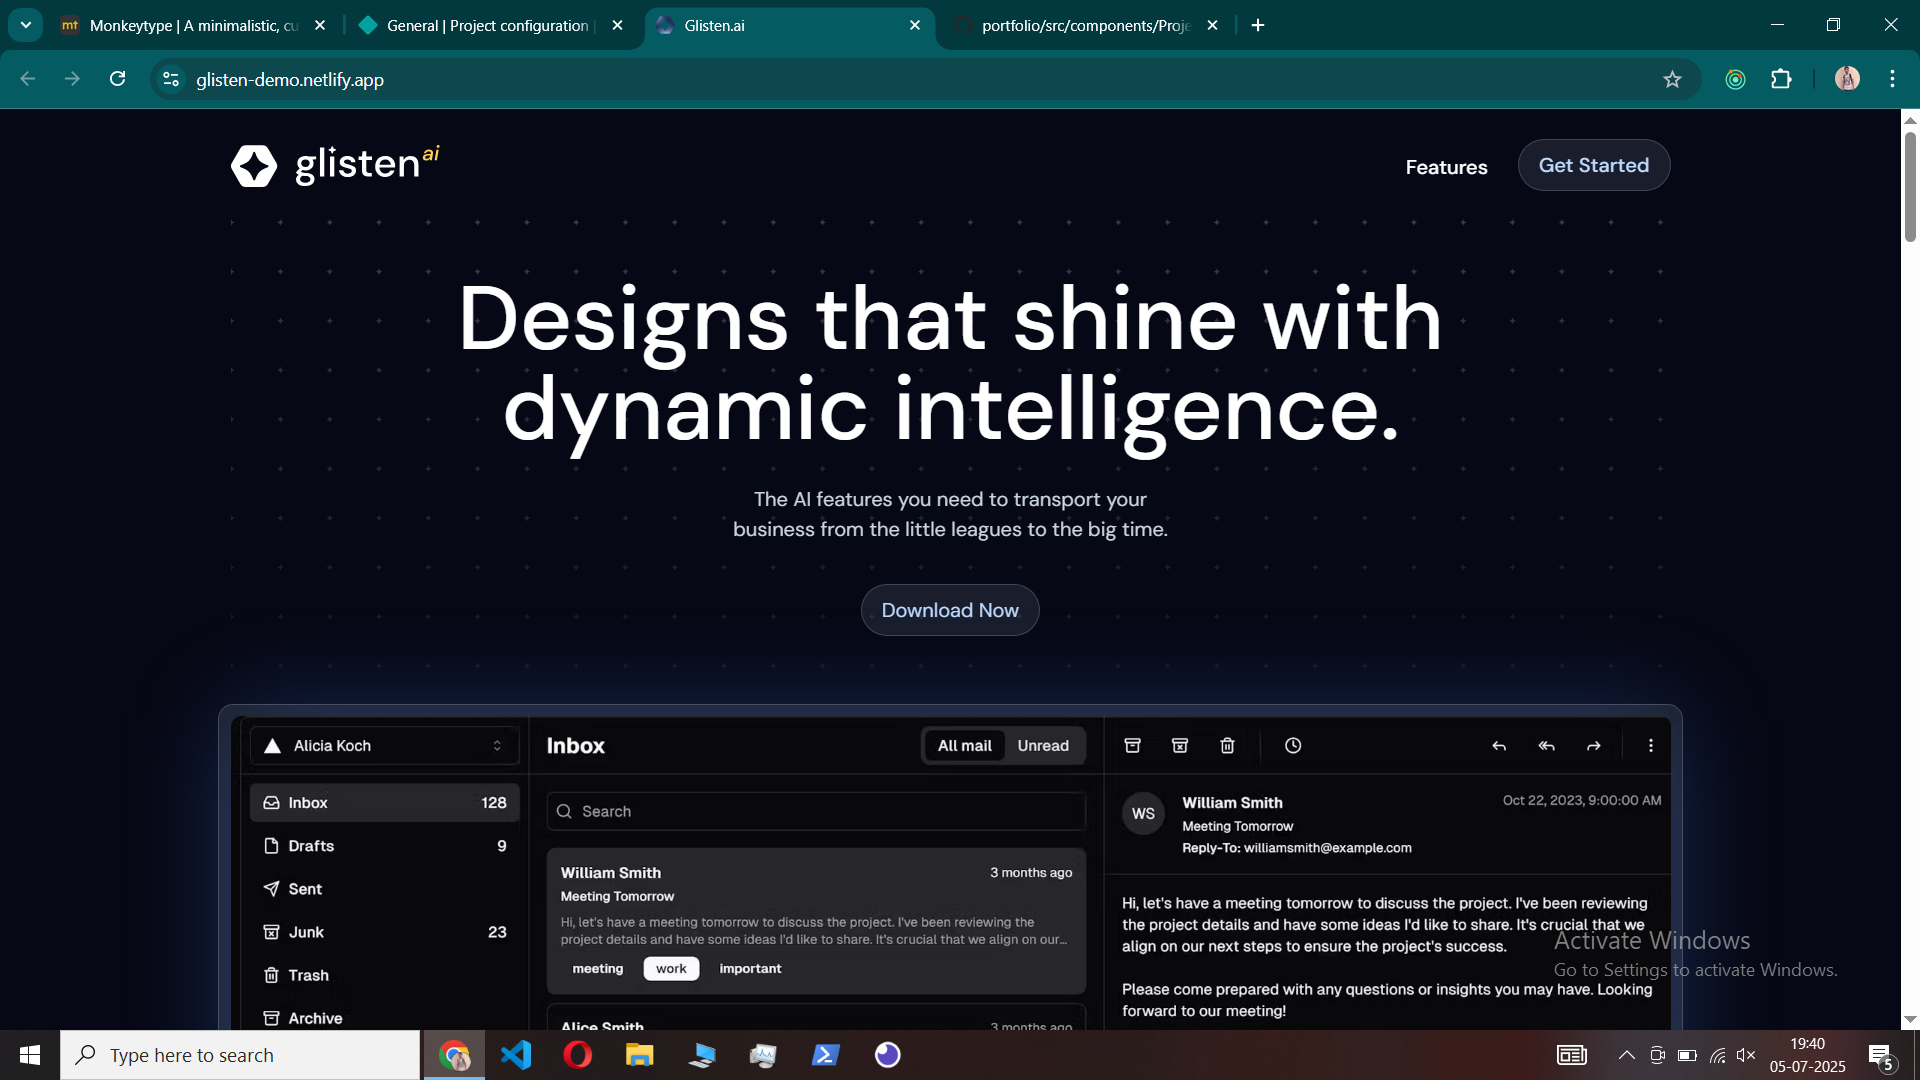 mt Monkeytype | A minimalistic, cu
General | Project configuration |
Glisten.ai
portfolio/src/components/Proje
glisten-demo.netlify.app
glisten ai
Features
Get Started
Designs that shine with
dynamic intelligence.
The AI features you need to transport your
business from the little leagues to the big time.
Download Now
Alicia Koch
Inbox 128
Drafts 9
Sent
Junk 23
Trash
Archive
Inbox
All mail Unread
Search
William Smith 3 months ago
Meeting Tomorrow
Hi, let's have a meeting tomorrow to discuss the project. I've been reviewing the
project details and have some ideas I'd like to share. It's crucial that we align on our...
meeting work important
Alice Smith 3 months ago
WS
William Smith Oct 22, 2023, 9:00:00 AM
Meeting Tomorrow
Reply-To: williamsmith@example.com
Hi, let's have a meeting tomorrow to discuss the project. I've been reviewing
the project details and have some ideas I'd like to share. It's crucial that we
align on our next steps to ensure the project's success.
Please come prepared with any questions or insights you may have. Looking
forward to our meeting!
Activate Windows
Go to Settings to activate Windows.
Type here to search
19:40
05-07-2025
5